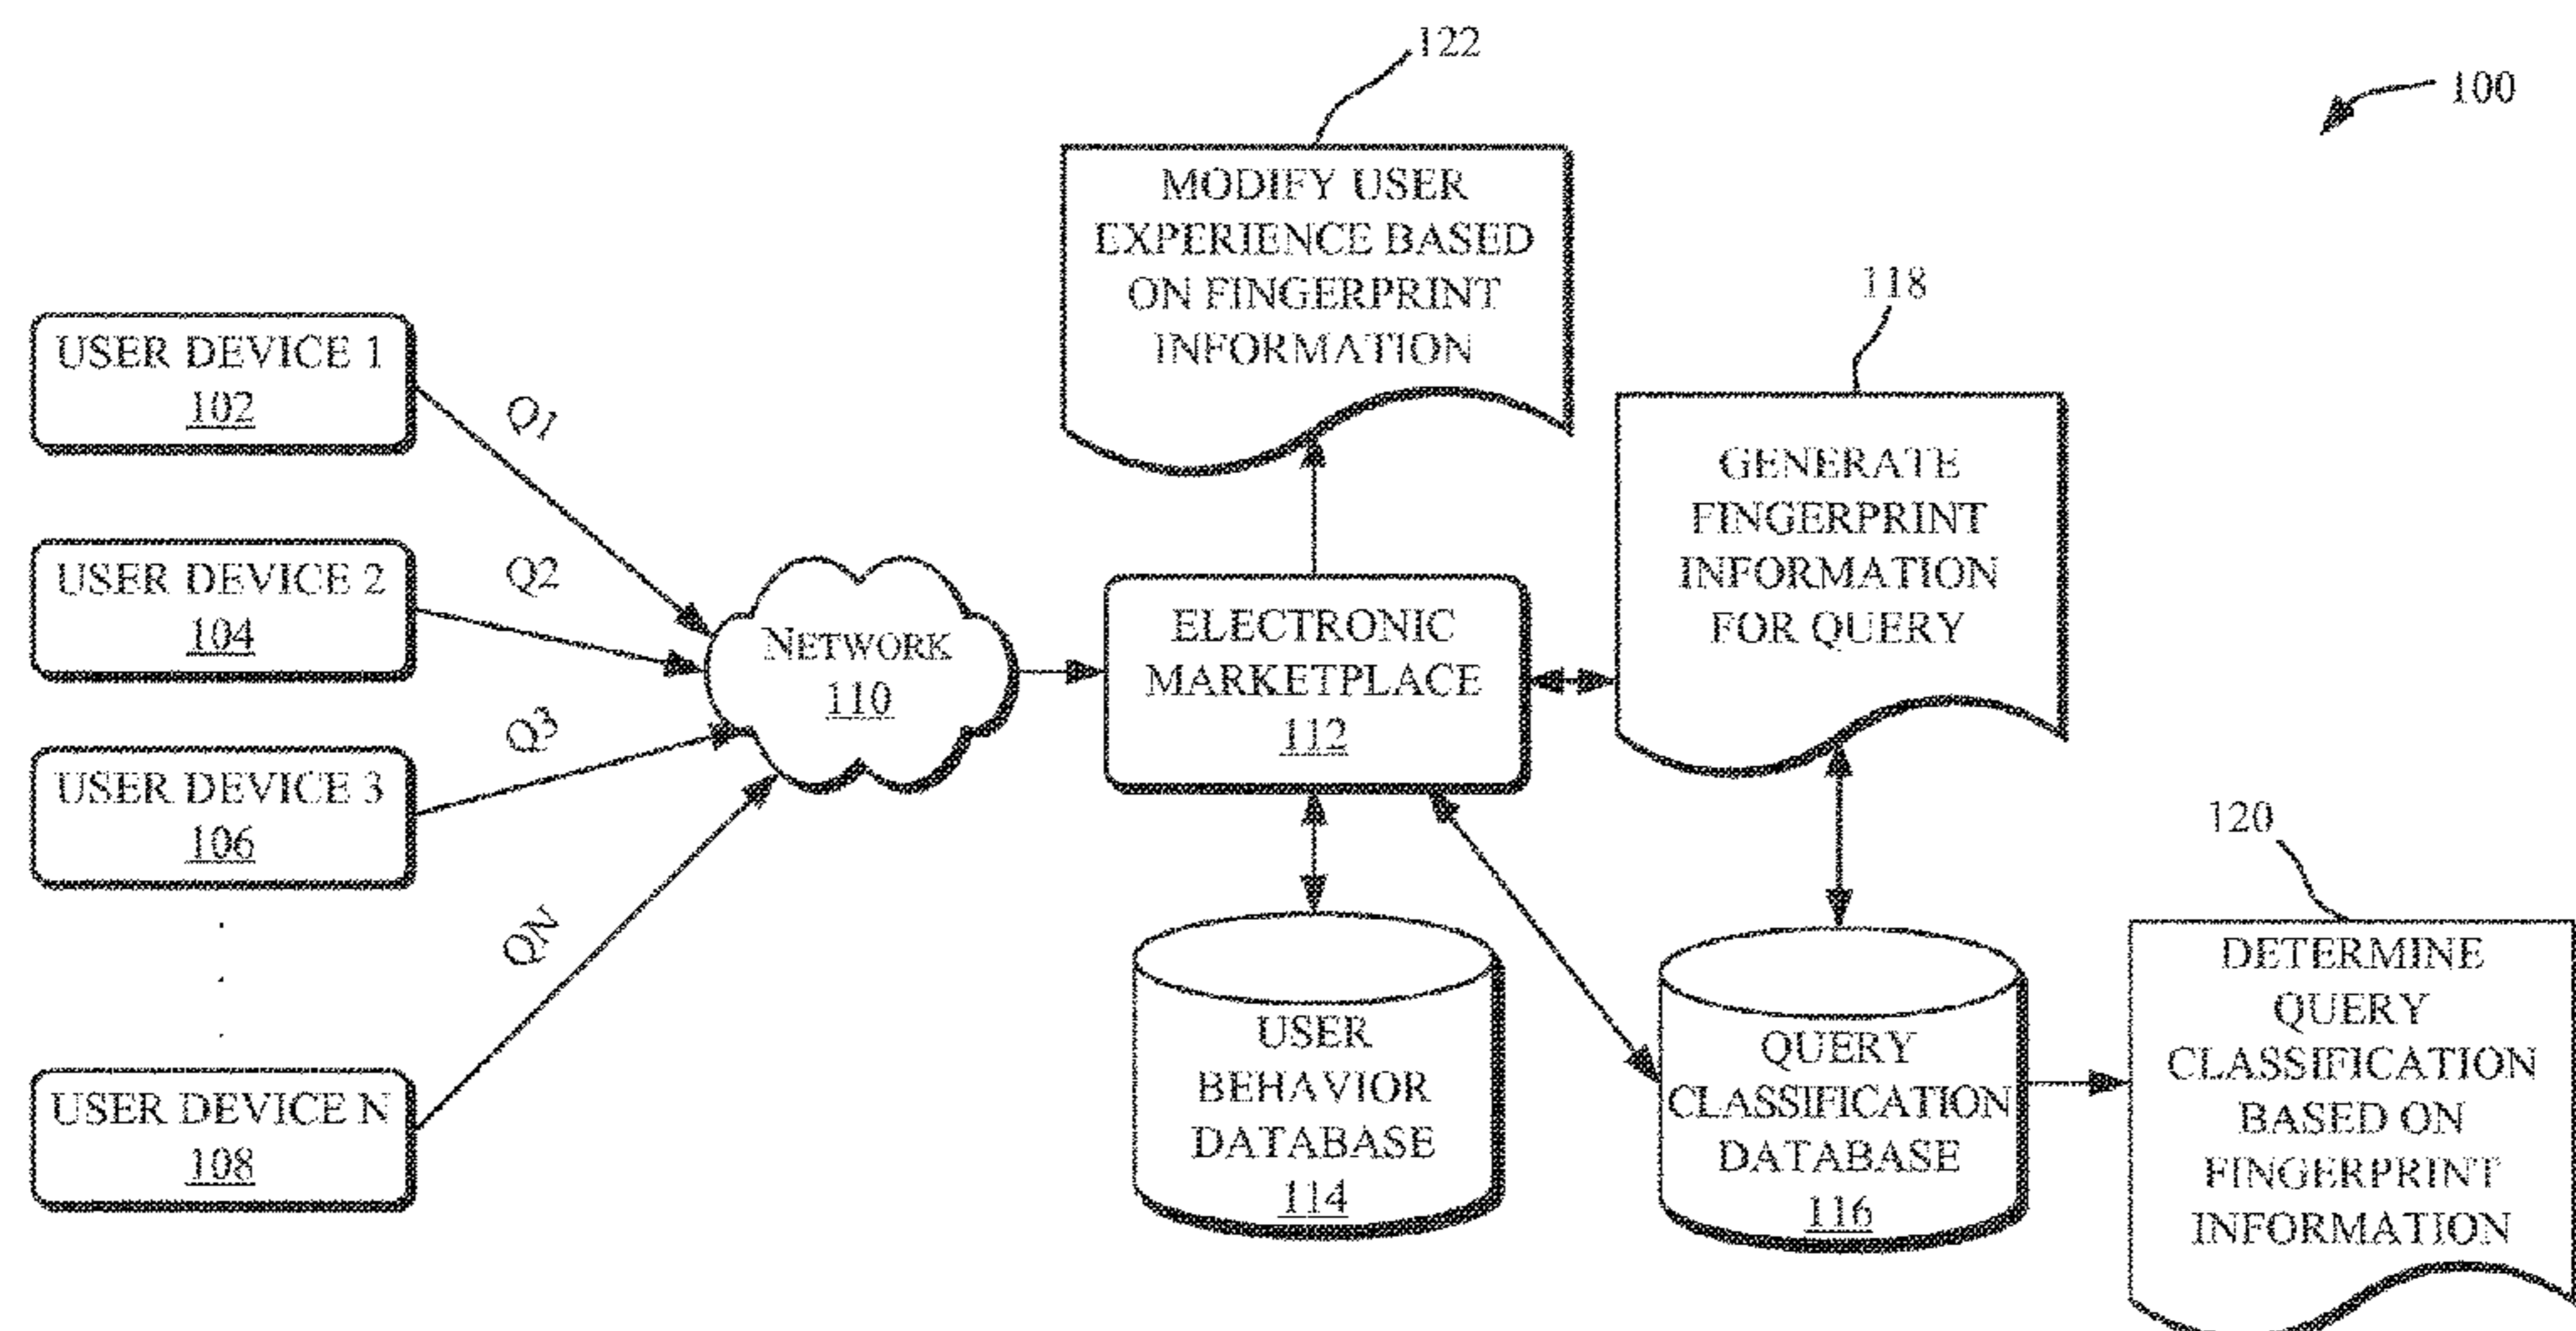 122
100
MODIFY USER
EXPERIENCE BASED
ON FINGERPRINT
INFORMATION
118
USER DEVICE 1
102
Q1
GENERATE
FINGERPRINT
INFORMATION
FOR QUERY
USER DEVICE 2
104
Q2
NETWORK
110
ELECTRONIC
MARKETPLACE
112
USER DEVICE 3
106
Q3
120
USER DEVICE N
108
QN
USER
BEHAVIOR
DATABASE
114
QUERY
CLASSIFICATION
DATABASE
116
DETERMINE
QUERY
CLASSIFICATION
BASED ON
FINGERPRINT
INFORMATION